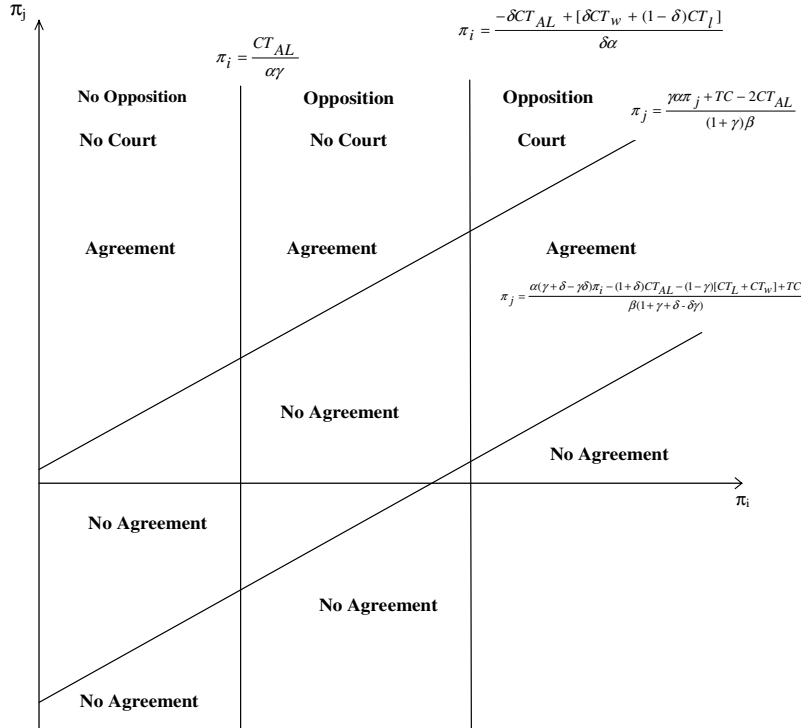 π_j
π_i = CT_AL / αγ
π_i = −δCT_AL + [δCT_w + (1- δ)CT_l] / δα
No Opposition Opposition Opposition
π_j = γαπ_j + TC − 2CT_AL / (1+ γ)β
No Court No Court Court
Agreement Agreement Agreement
π_j = α(γ+δ−γδ)π_i −(1+δ)CT_AL −(1−γ)[CT_L +CT_w]+TC / β(1+γ+δ-δγ)
No Agreement
No Agreement
π_i
No Agreement
No Agreement
No Agreement